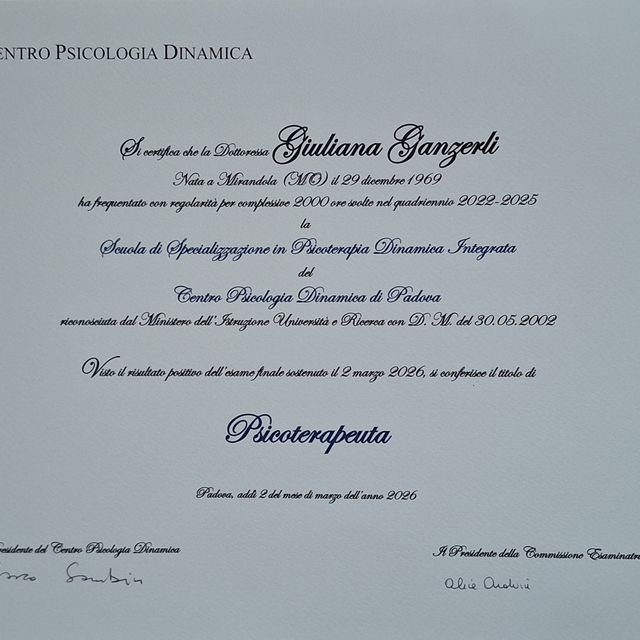 ENTRO PSICOLOGIA DINAMICA
Si certifica che la Dottoressa Giuliana Ganzerli
Nata a Mirandola (MO) il 29 dicembre 1969
ha frequentato con regolarità per complessive 2000 ore svolte nel quadriennio 2022-2025
la
Scuola di Specializzazione in Psicoterapia Dinamica Integrata
del
Centro Psicologia Dinamica di Padova
riconosciuta dal Ministero dell'Istruzione Università e Ricerca con D. M. del 30.05.2002
Visto il risultato positivo dell'esame finale sostenuto il 2 marzo 2026, si conferisce il titolo di
Psicoterapeuta
Padova, addì 2 del mese di marzo dell'anno 2026
residente del Centro Psicologia Dinamica
Il Presidente della Commissione Esaminatri